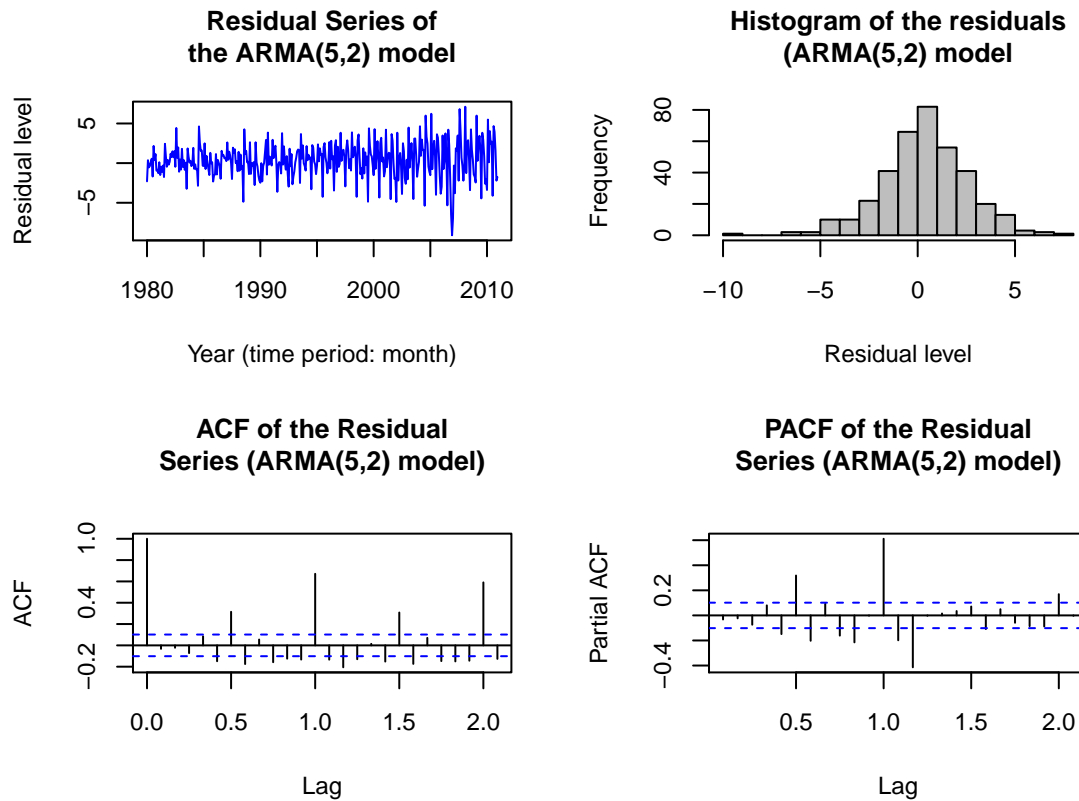 Residual Series of
the ARMA(5,2) model
Residual level
5
−5
1980
1990
2000
2010
Year (time period: month)
Histogram of the residuals
(ARMA(5,2) model
Frequency
80
40
0
−10
−5
0
5
Residual level
ACF of the Residual
Series (ARMA(5,2) model)
ACF
1.0
0.4
−0.2
0.0
0.5
1.0
1.5
2.0
Lag
PACF of the Residual
Series (ARMA(5,2) model)
Partial ACF
0.2
−0.4
0.5
1.0
1.5
2.0
Lag